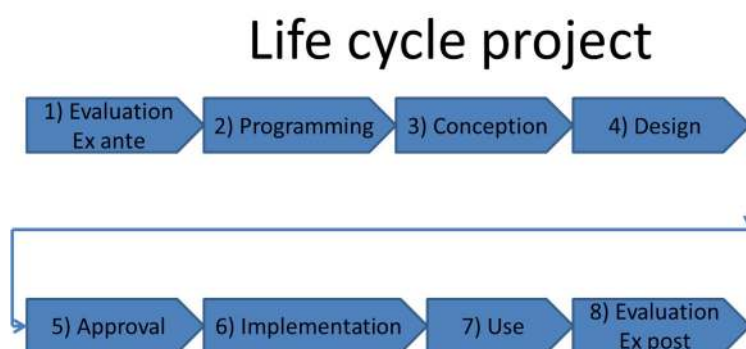 Life cycle project
1) Evaluation
Ex ante
2) Programming
3) Conception
4) Design
5) Approval
6) Implementation
7) Use
8) Evaluation
Ex post